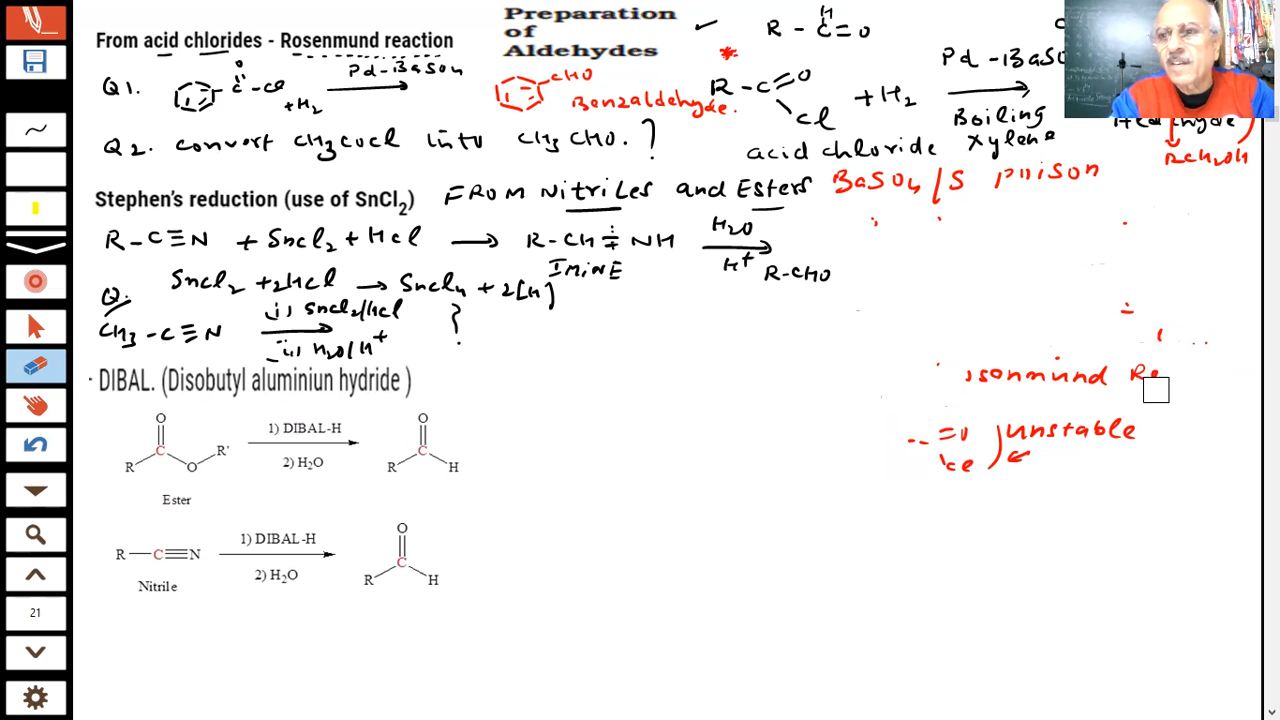 Preparation
of
Aldehydes
From acid chlorides - Rosenmund reaction
Q1.
O
C - Cl
+H2
Pd - BaSO4
CHO
Benzaldehyde.
H
R - C = O
R - C
O
Cl
+ H2
Pd - BaSO
Boiling
Xylene
RCH2OH
acid chloride
Q2. convert CH3COCl into CH3CHO. ?
BaSO4 / S poison
Stephen's reduction (use of SnCl2)
FROM Nitriles and Esters
R-C≡N + SnCl2 + HCl → R-CH = NH
IMINE
H2O
H+
R-CHO
SnCl2 + 2HCl → SnCl4 + 2[H]
Q.
CH3-C≡N
i) SnCl2/HCl
ii) H2O/H+
?
· DIBAL. (Disobutyl aluminiun hydride )
O
R C O R'
1) DIBAL-H
2) H2O
O
R C H
Ester
R—C≡N
1) DIBAL-H
2) H2O
O
R C H
Nitrile
unstable
21